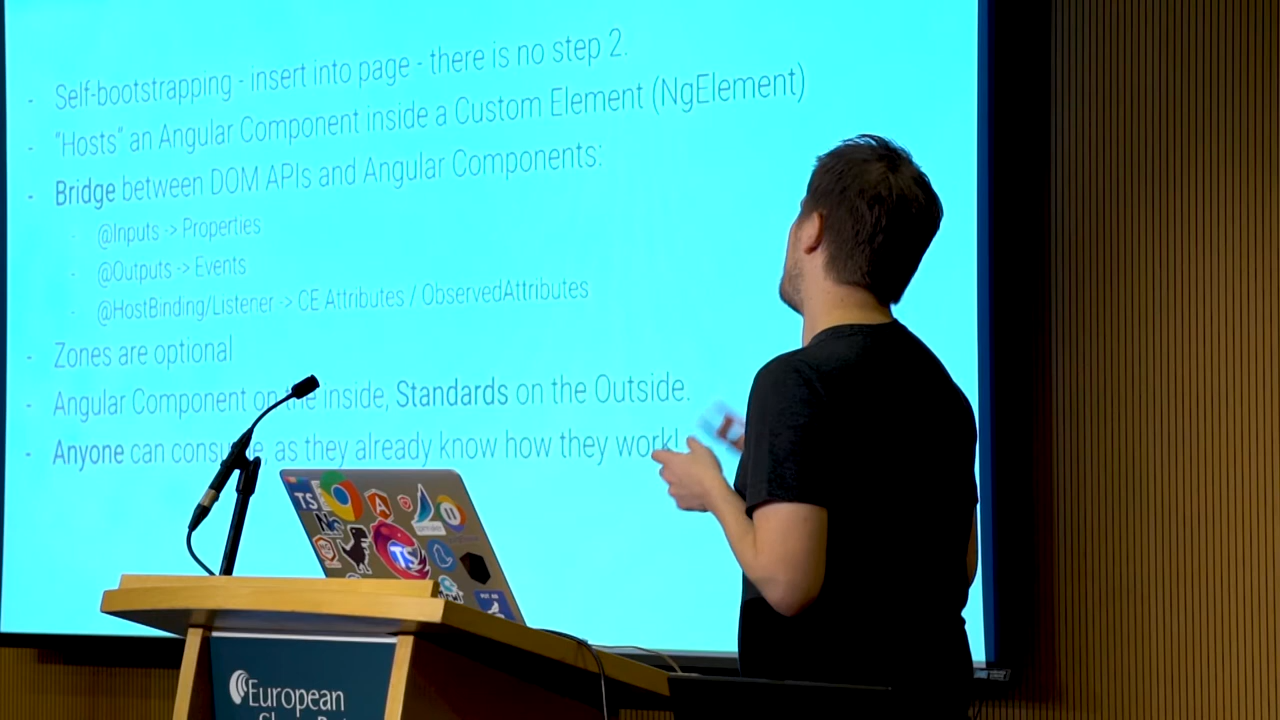 - Self-bootstrapping - insert into page - there is no step 2.
- "Hosts" an Angular Component inside a Custom Element (NgElement)
- Bridge between DOM APIs and Angular Components:
- @Inputs -> Properties
- @Outputs -> Events
- @HostBinding/Listener -> CE Attributes / ObservedAttributes
- Zones are optional
- Angular Component on the inside, Standards on the Outside.
- Anyone can consume, as they already know how they work!
TS
A
TS
European